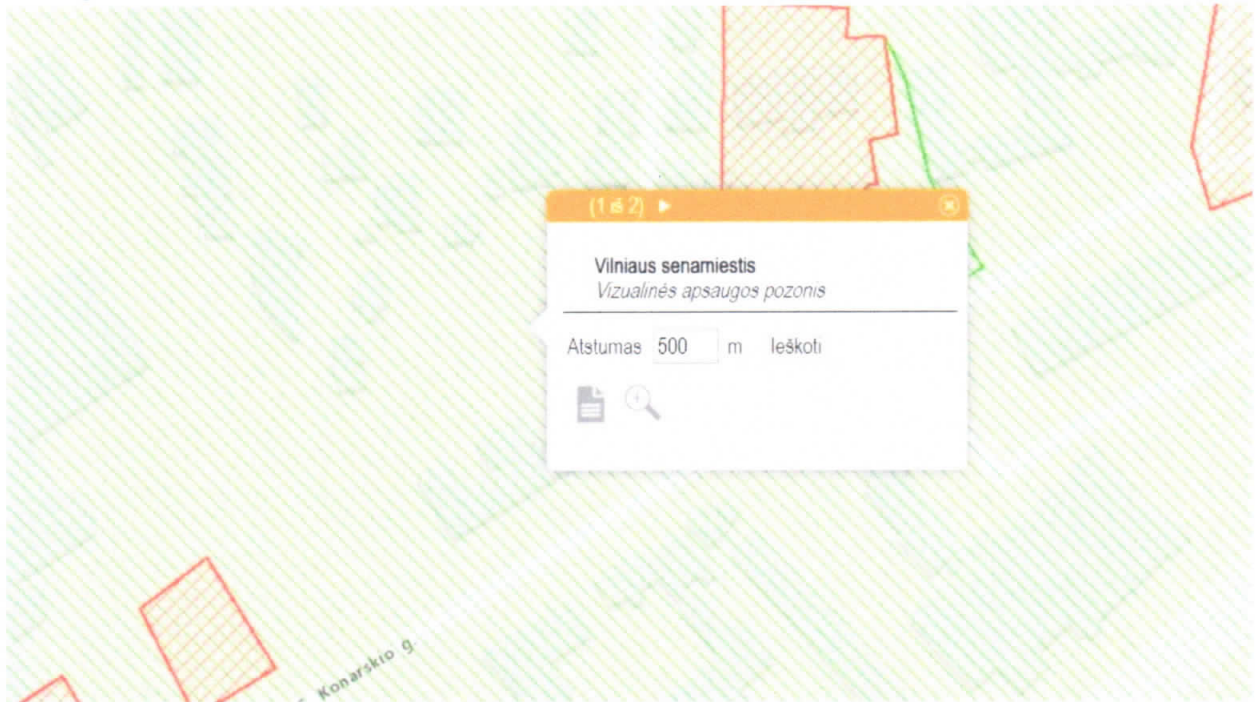 (1 iš 2)
Vilniaus senamiestis
Vizualinės apsaugos pozonis
Atstumas 500 m Ieškoti
Konarskio g.